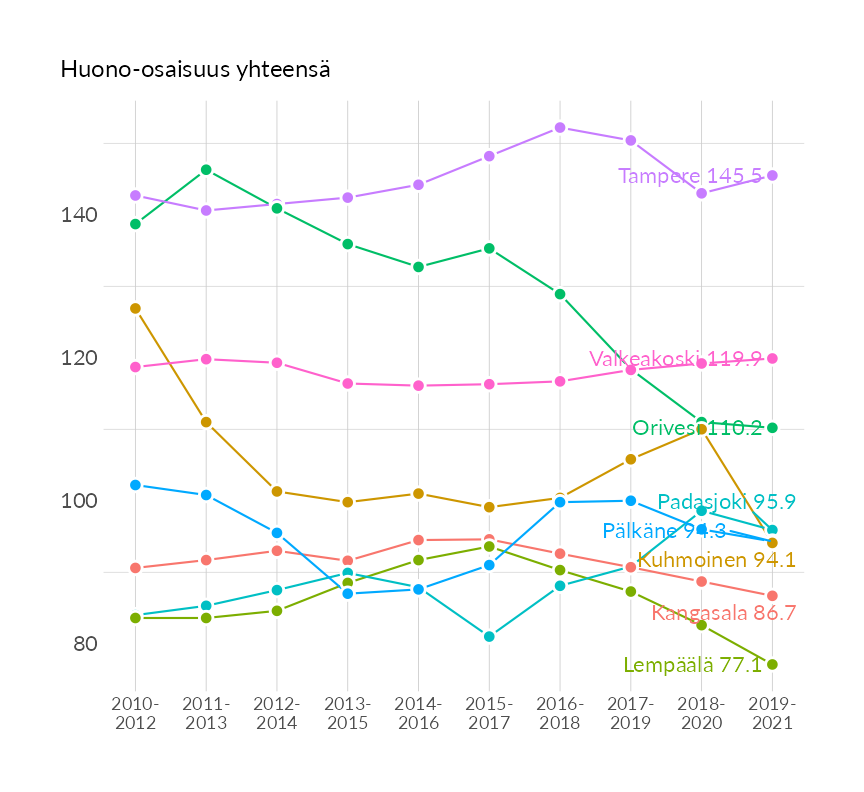 Huono-osaisuus yhteensä
140
120
100
80
Tampere 145.5
Valkeakoski 119.9
Orivesi 110.2
Padasjoki 95.9
Pälkäne 94.3
Kuhmoinen 94.1
Kangasala 86.7
Lempäälä 77.1
2010- 2011- 2012- 2013- 2014- 2015- 2016- 2017- 2018- 2019-
2012 2013 2014 2015 2016 2017 2018 2019 2020 2021